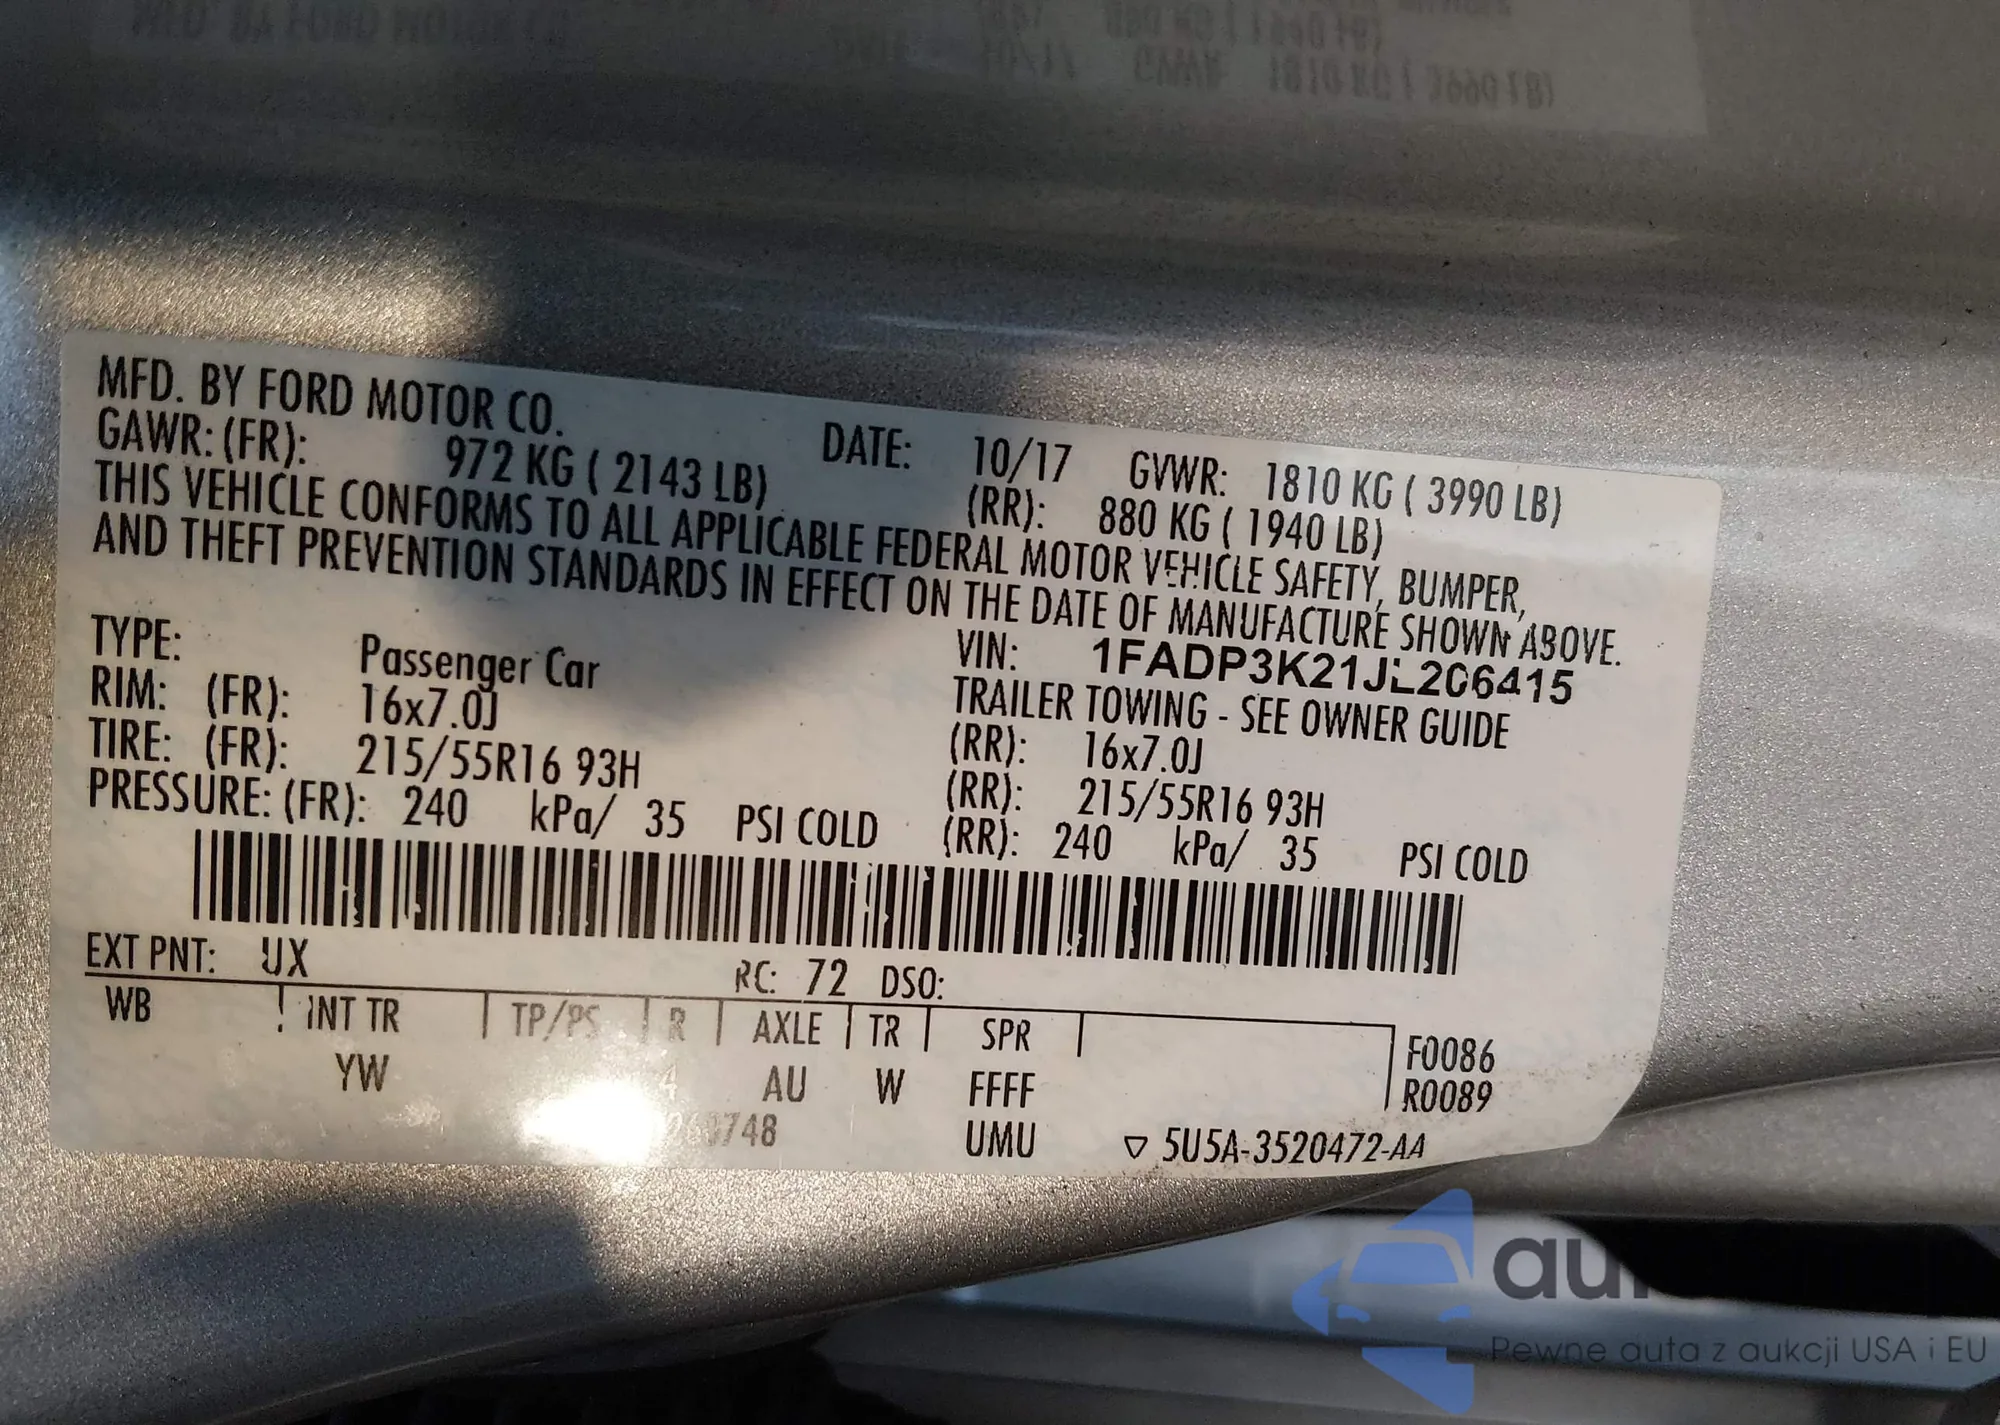 MFD. BY FORD MOTOR CO. DATE: 10/17 GVWR: 1810 KG ( 3990 LB)
GAWR: (FR): 972 KG ( 2143 LB) (RR): 880 KG ( 1940 LB)
THIS VEHICLE CONFORMS TO ALL APPLICABLE FEDERAL MOTOR VEHICLE SAFETY, BUMPER,
AND THEFT PREVENTION STANDARDS IN EFFECT ON THE DATE OF MANUFACTURE SHOWN ABOVE.
TYPE: Passenger Car VIN: 1FADP3K21JL206415
TRAILER TOWING - SEE OWNER GUIDE
RIM: (FR): 16x7.0J (RR): 16x7.0J
TIRE: (FR): 215/55R16 93H (RR): 215/55R16 93H
PRESSURE: (FR): 240 kPa/ 35 PSI COLD (RR): 240 kPa/ 35 PSI COLD
EXT PNT: UX RC: 72 DSO:
WB INT TR TP/PS R AXLE TR SPR F0086
YW 4 AU W FFFF R0089
UMU ▽ 5U5A-3520472-AA
Pewne auta z aukcji USA i EU